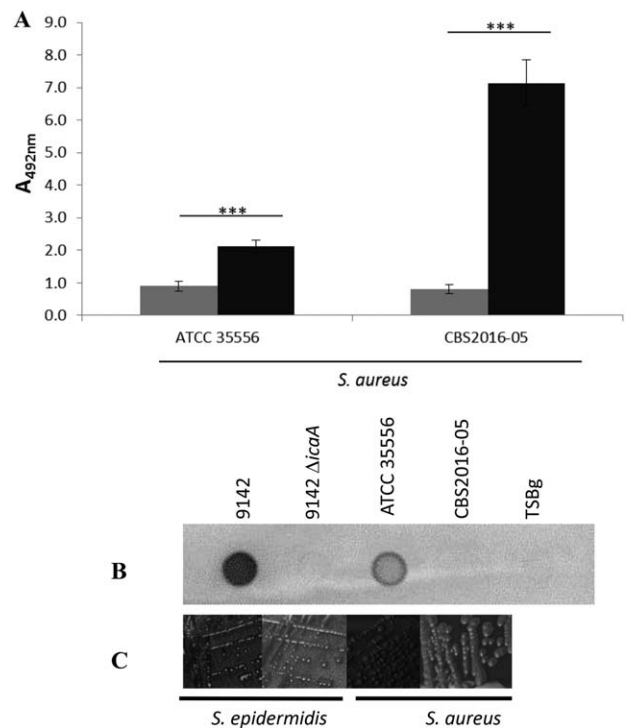 A
9.0
8.0
7.0
6.0
5.0
4.0
3.0
2.0
1.0
0.0
A492nm
***
***
ATCC 35556
CBS2016-05
S. aureus
9142
9142 ΔicaA
ATCC 35556
CBS2016-05
TSBg
B
C
S. epidermidis
S. aureus